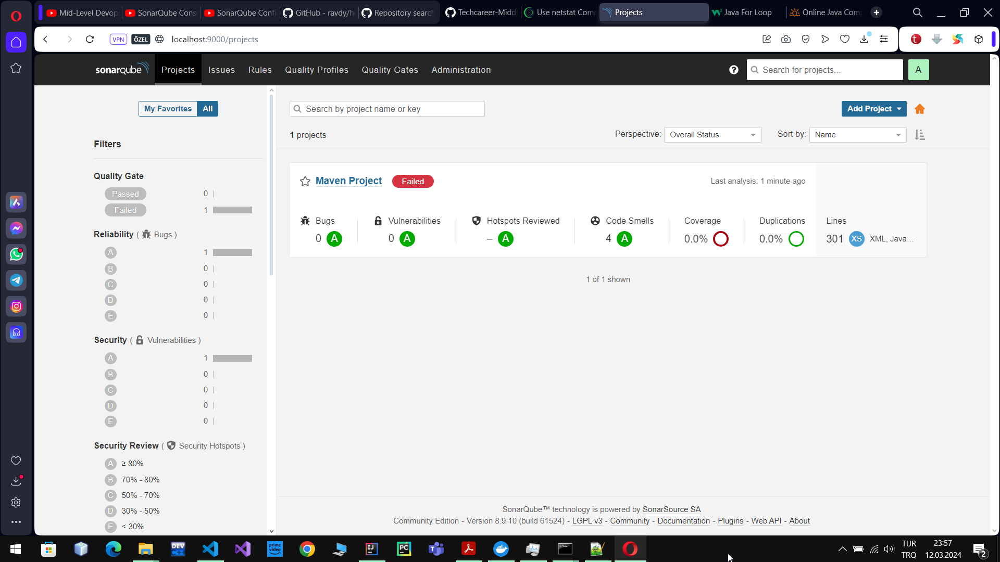 Mid-Level Devop
SonarQube Cons
SonarQube Confi
GitHub - ravdy/h
Repository search
Techcareer-Middl
Use netstat Com
Projects
Java For Loop
Online Java Com
VPN
ÖZEL
localhost:9000/projects
sonarqube
Projects
Issues
Rules
Quality Profiles
Quality Gates
Administration
Search for projects...
A
My Favorites
All
Search by project name or key
Add Project
1 projects
Perspective:
Overall Status
Sort by:
Name
Filters
Quality Gate
Passed 0
Failed 1
Reliability ( Bugs )
A 1
B 0
C 0
D 0
E 0
Security ( Vulnerabilities )
A 1
B 0
C 0
D 0
E 0
Security Review ( Security Hotspots )
A ≥ 80%
B 70% - 80%
C 50% - 70%
D 30% - 50%
E < 30%
Maven Project
Failed
Last analysis: 1 minute ago
Bugs
Vulnerabilities
Hotspots Reviewed
Code Smells
Coverage
Duplications
Lines
0 A
0 A
– A
4 A
0.0%
0.0%
301 XS XML, Java...
1 of 1 shown
SonarQube™ technology is powered by SonarSource SA
Community Edition - Version 8.9.10 (build 61524) - LGPL v3 - Community - Documentation - Plugins - Web API - About
DEV C++
prime video
IJ
PC
T
TUR
TRQ
23:57
12.03.2024
2